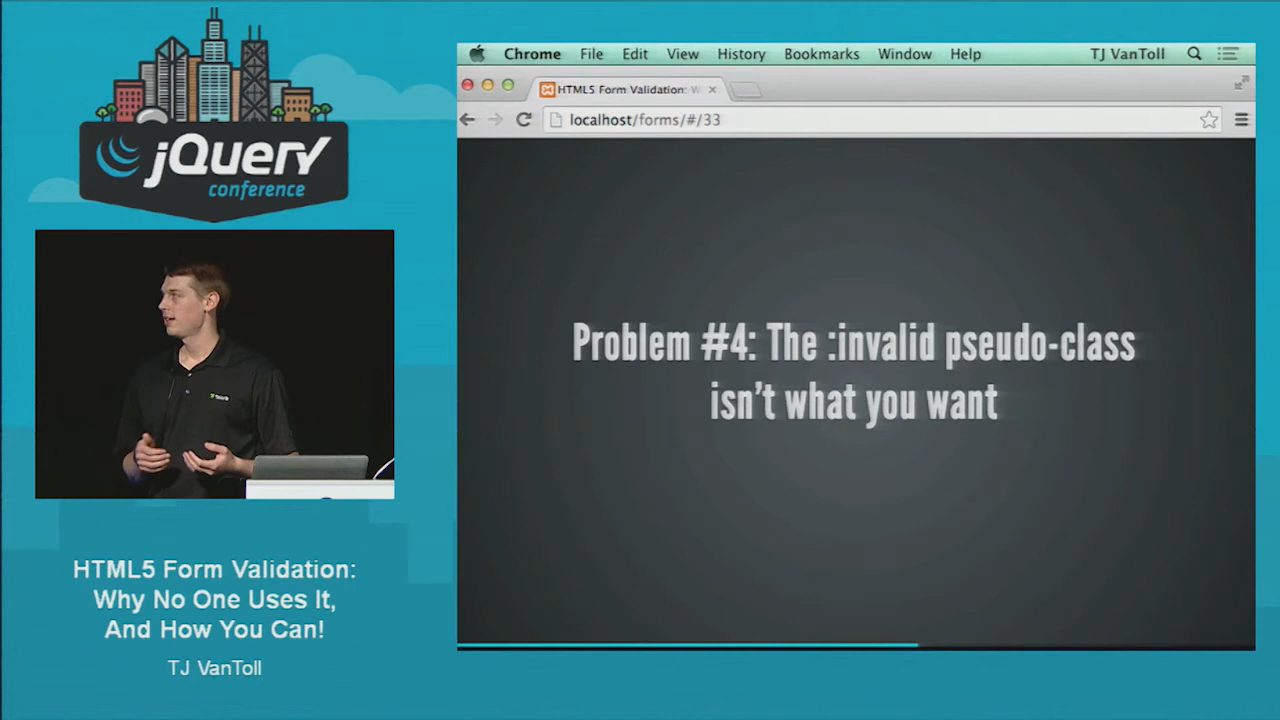 jQuery
conference
HTML5 Form Validation:
Why No One Uses It,
And How You Can!
TJ VanToll
Chrome File Edit View History Bookmarks Window Help TJ VanToll
HTML5 Form Validation: W
localhost/forms/#/33
Problem #4: The :invalid pseudo-class
isn't what you want